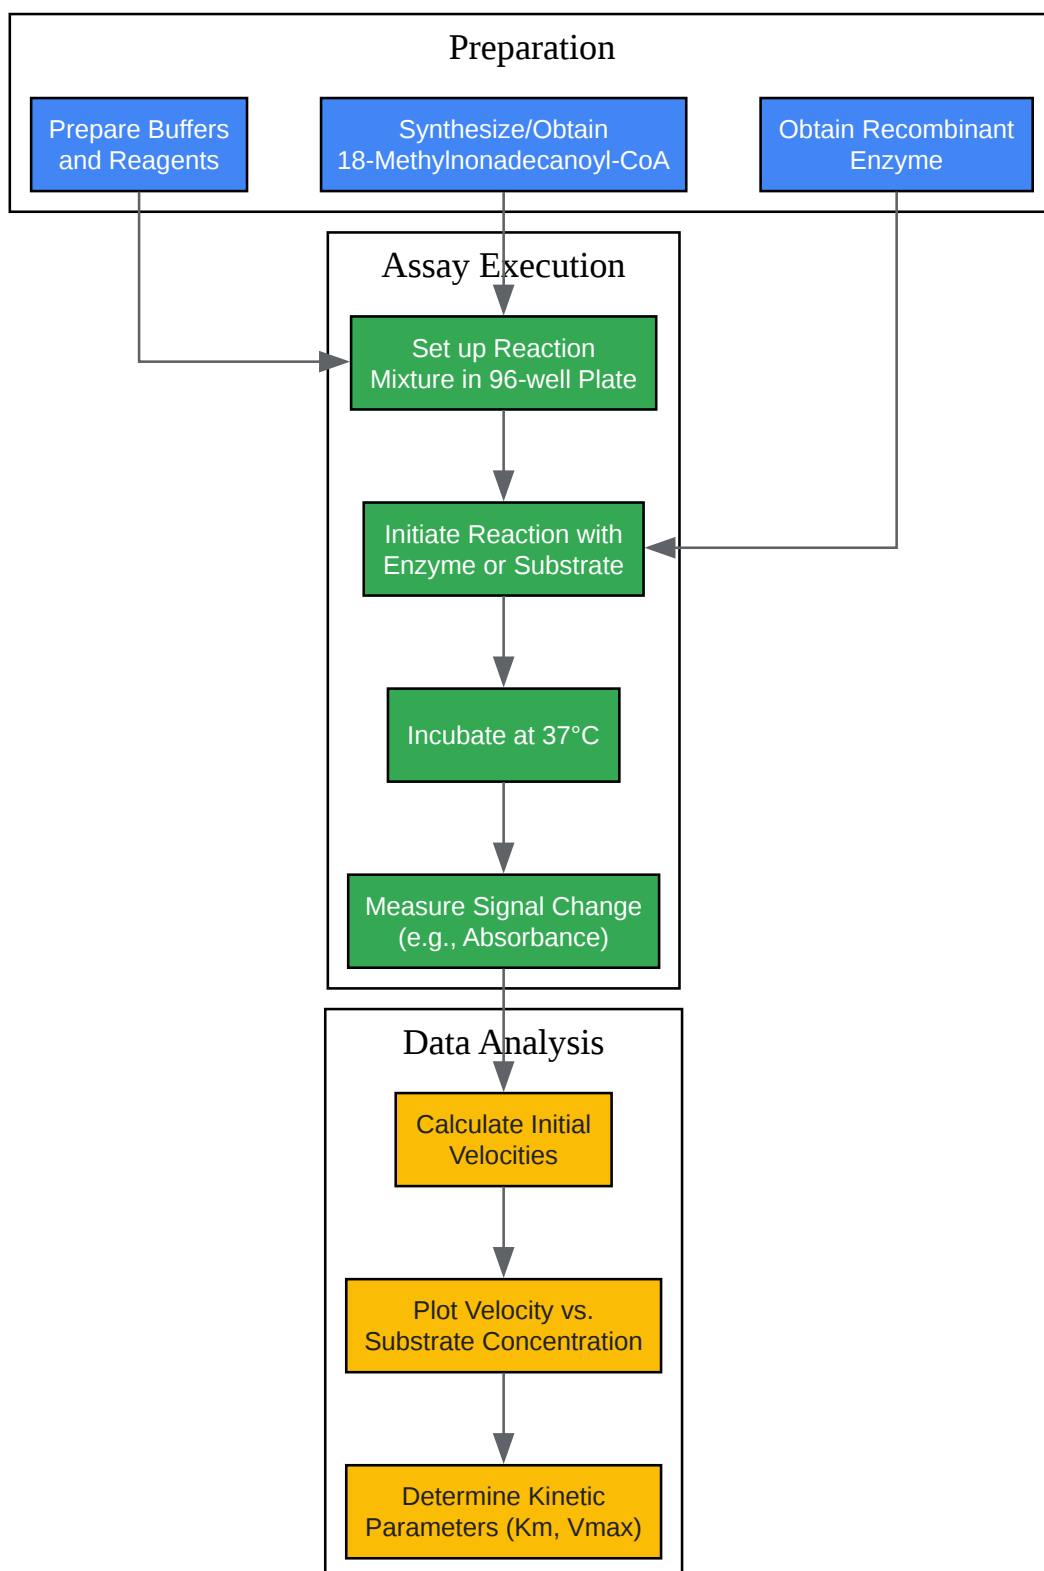 Preparation
Prepare Buffers
and Reagents
Synthesize/Obtain
18-Methylnonadecanoyl-CoA
Obtain Recombinant
Enzyme
Assay Execution
Set up Reaction
Mixture in 96-well Plate
Initiate Reaction with
Enzyme or Substrate
Incubate at 37°C
Measure Signal Change
(e.g., Absorbance)
Data Analysis
Calculate Initial
Velocities
Plot Velocity vs.
Substrate Concentration
Determine Kinetic
Parameters (Km, Vmax)